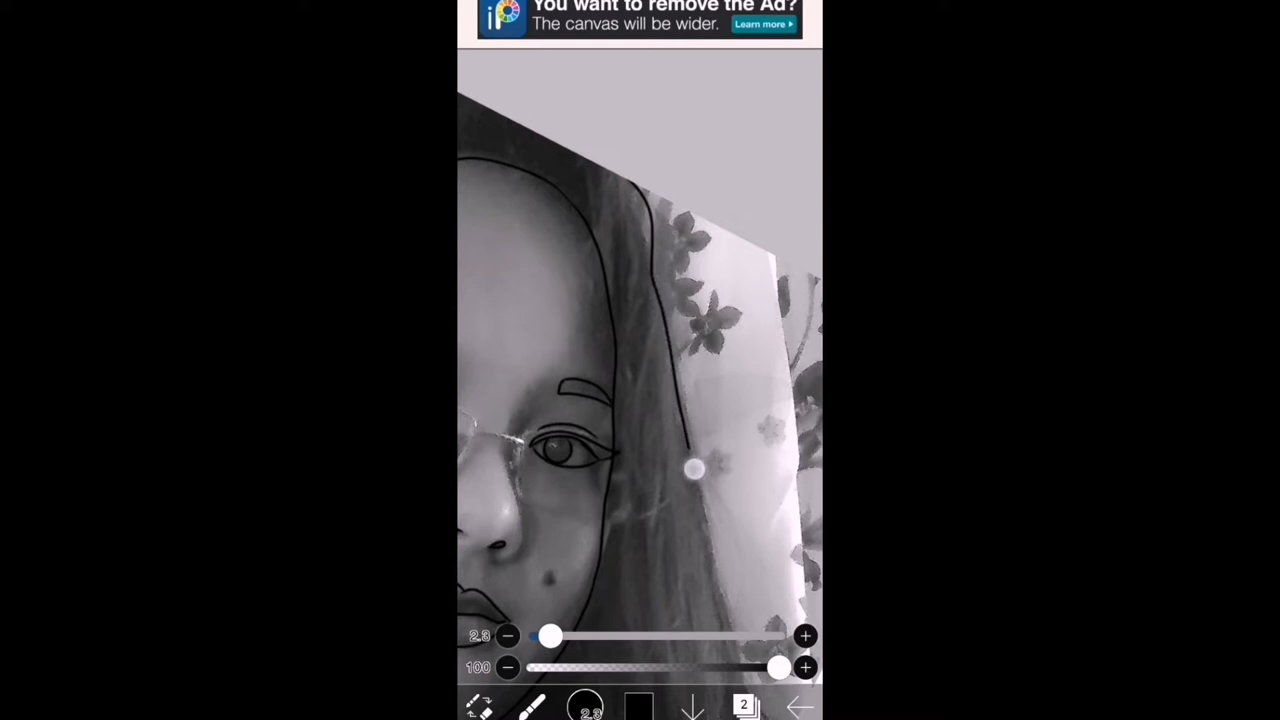 iP You want to remove the Ad?
The canvas will be wider. Learn more
2.3
100
2.3
2